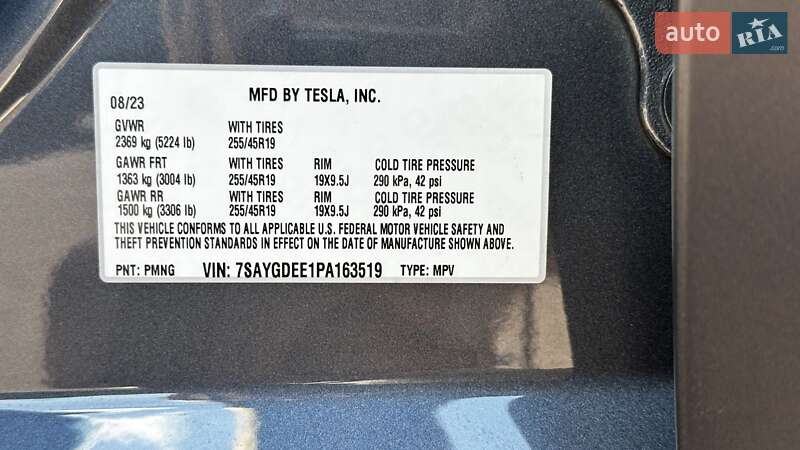 auto RIA.com
MFD BY TESLA, INC.
08/23
GVWR WITH TIRES
2369 kg (5224 lb) 255/45R19
GAWR FRT WITH TIRES RIM COLD TIRE PRESSURE
1363 kg (3004 lb) 255/45R19 19X9.5J 290 kPa, 42 psi
GAWR RR WITH TIRES RIM COLD TIRE PRESSURE
1500 kg (3306 lb) 255/45R19 19X9.5J 290 kPa, 42 psi
THIS VEHICLE CONFORMS TO ALL APPLICABLE U.S. FEDERAL MOTOR VEHICLE SAFETY AND
THEFT PREVENTION STANDARDS IN EFFECT ON THE DATE OF MANUFACTURE SHOWN ABOVE.
PNT: PMNG VIN: 7SAYGDEE1PA163519 TYPE: MPV